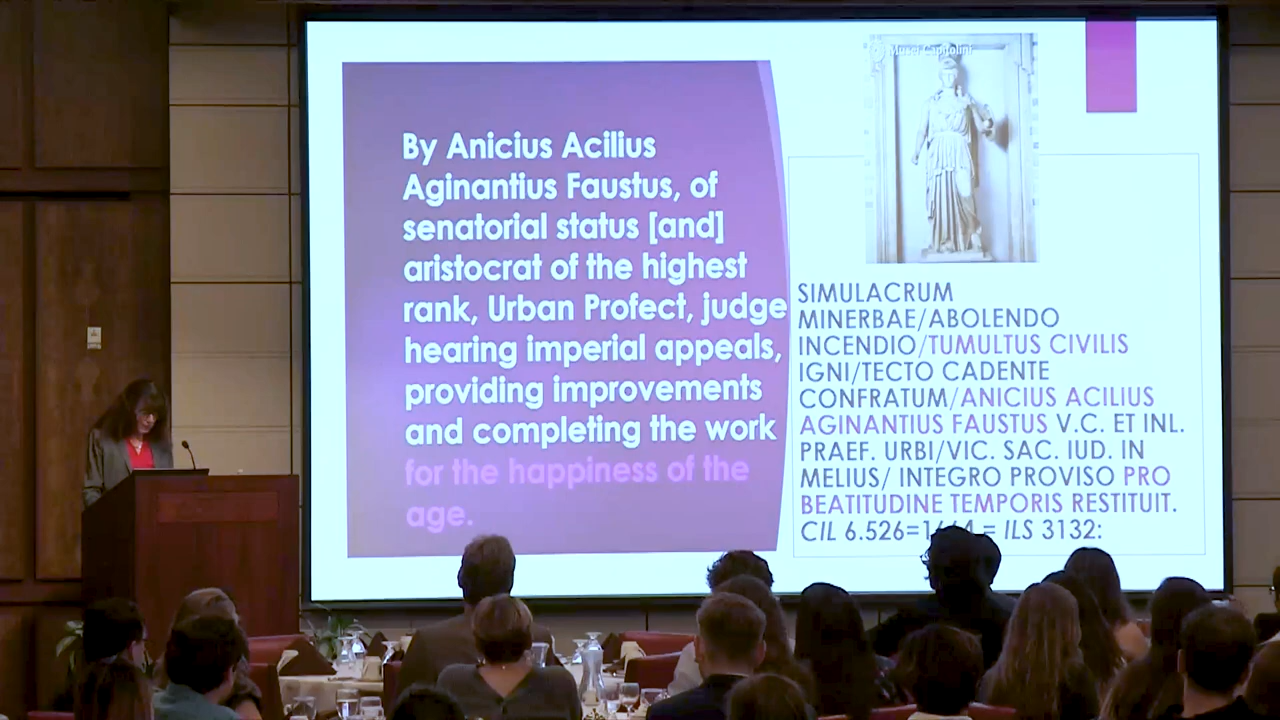 By Anicius Acilius
Aginantius Faustus, of
senatorial status [and]
aristocrat of the highest
rank, Urban Profect, judge
hearing imperial appeals,
providing improvements
and completing the work
for the happiness of the
age.
Musei Capitolini
SIMULACRUM
MINERBAE/ABOLENDO
INCENDIO/TUMULTUS CIVILIS
IGNI/TECTO CADENTE
CONFRATUM/ANICIUS ACILIUS
AGINANTIUS FAUSTUS V.C. ET INL.
PRAEF. URBI/VIC. SAC. IUD. IN
MELIUS/ INTEGRO PROVISO PRO
BEATITUDINE TEMPORIS RESTITUIT.
CIL 6.526=1664 = ILS 3132: